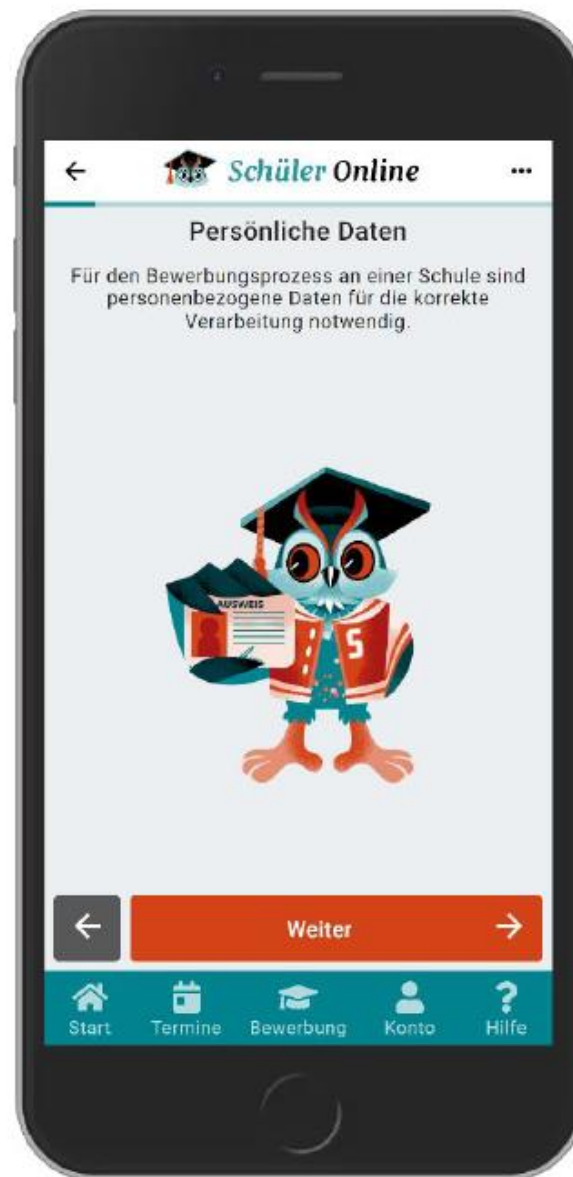 Schüler Online
Persönliche Daten
Für den Bewerbungsprozess an einer Schule sind
personenbezogene Daten für die korrekte
Verarbeitung notwendig.
AUSWEIS
S
Weiter
Start Termine Bewerbung Konto Hilfe